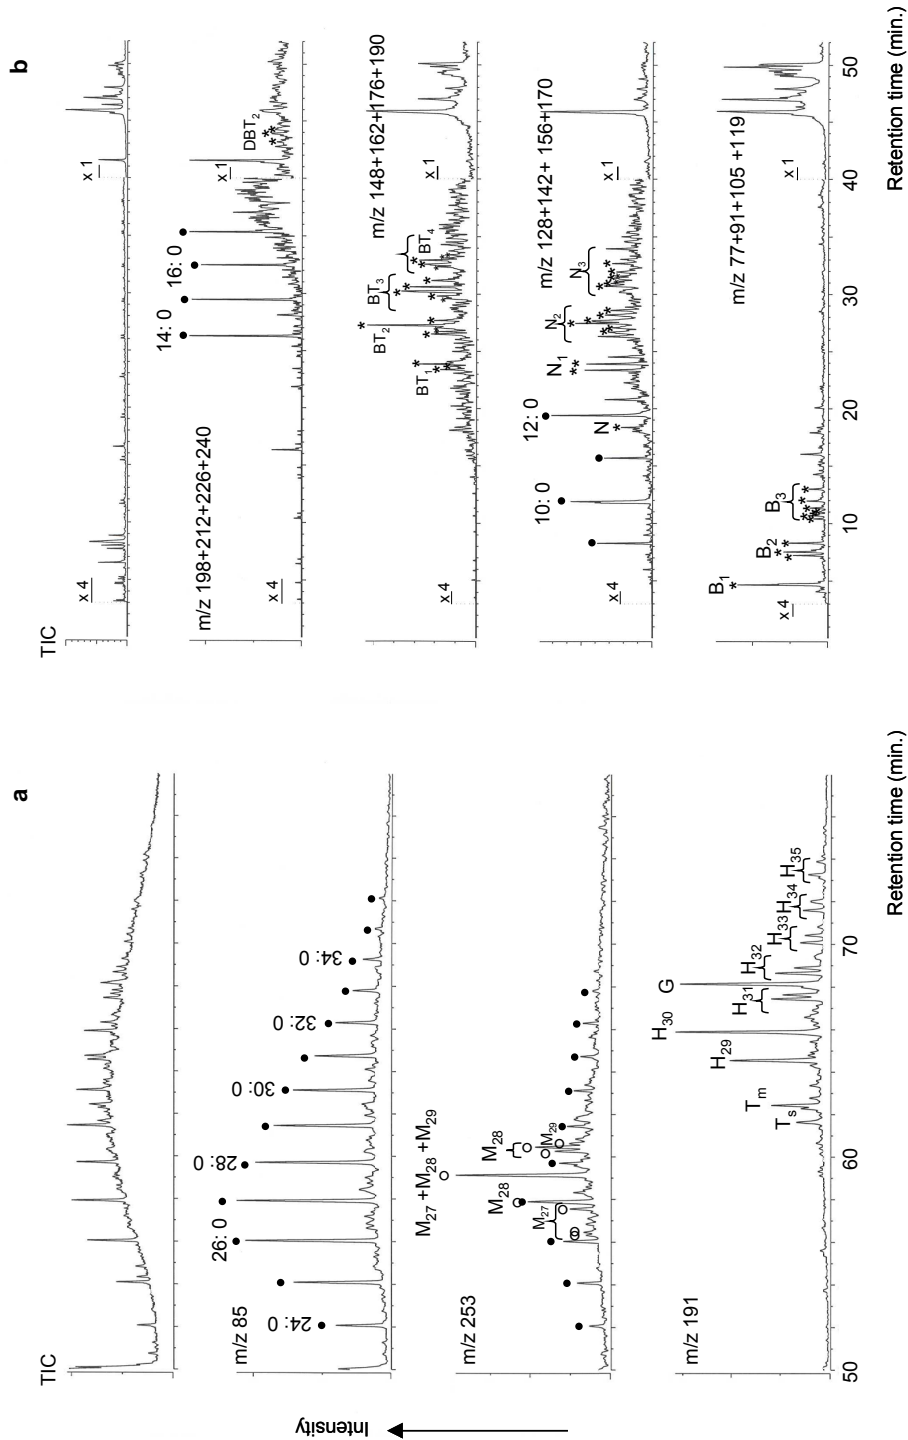 a
TIC
m/z 85
24: 0
26: 0
28: 0
30: 0
32: 0
34: 0
m/z 253
M27 +M28 +M29
M27
M28
M28
M29
m/z 191
Ts
Tm
H29
H30
H31
G
H32
H33
H34
H35
50
60
70
Retention time (min.)
Intensity
b
TIC
x 4
x 1
m/z 198+212+226+240
14: 0
16: 0
DBT2
x 4
x 1
m/z 148+162+176+190
BT1
BT2
BT3
BT4
x 4
x 1
m/z 128+142+ 156+170
10: 0
12: 0
N
N1
N2
N3
x 4
x 1
m/z 77+91+105 +119
B1
B2
B3
x 4
x 1
10
20
30
40
50
Retention time (min.)